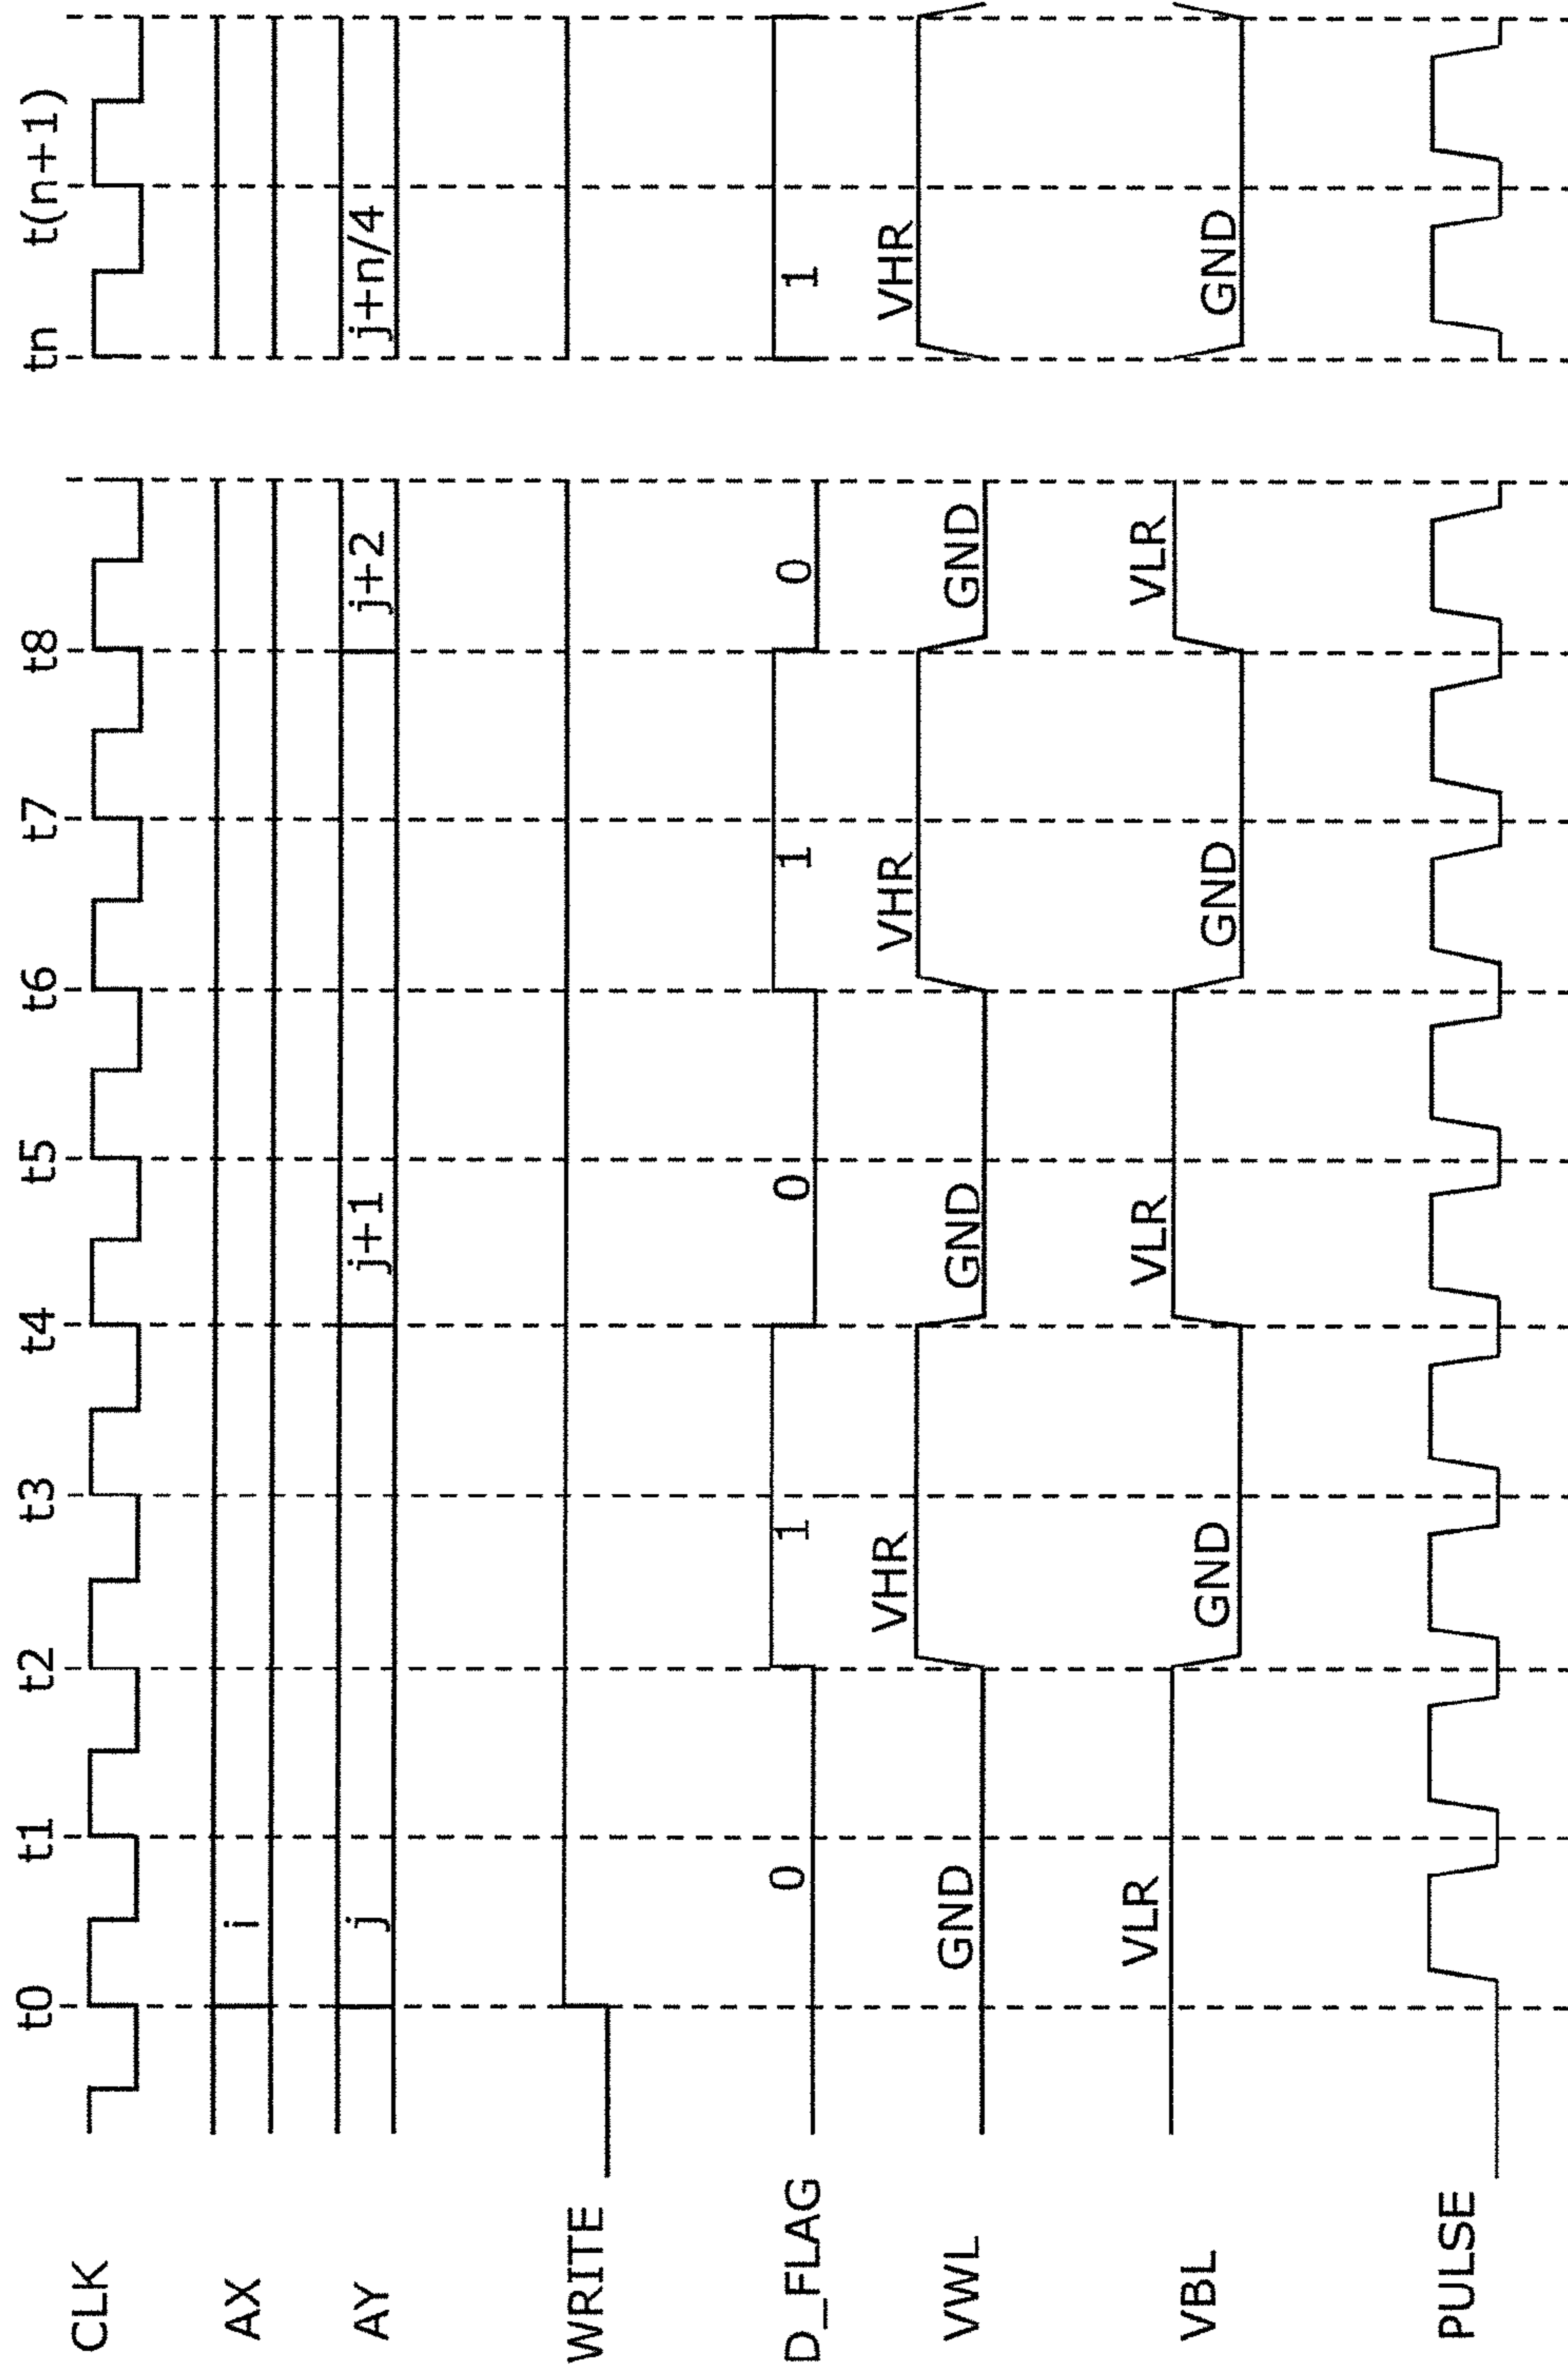 t0 t1 t2 t3 t4 t5 t6 t7 t8 tn t(n+1)
CLK
AX i
AY j j+1 j+2 j+n/4
WRITE
D_FLAG 0 1 0 1 0 1
VWL GND VHR GND VHR GND VHR
VBL VLR GND VLR GND VLR GND
PULSE